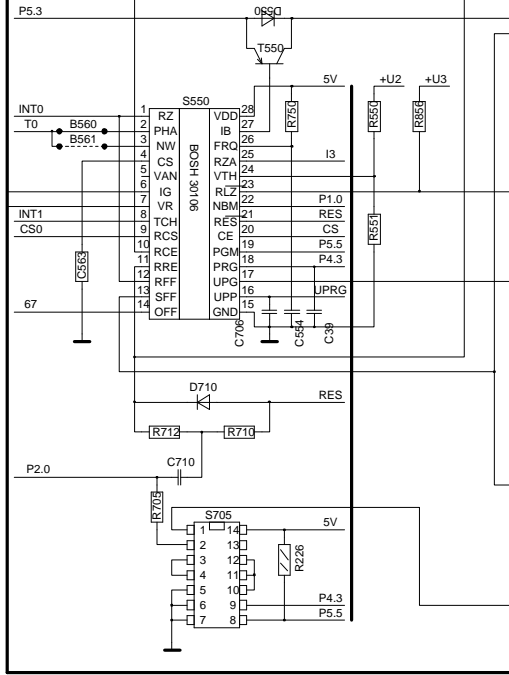 P5.3
D550
T550
5V
+U2
+U3
S550
INT0
T0
B560
B561
1 RZ VDD 28
2 PHA IB 27
3 NW FRQ 26
4 CS RZA 25
5 VAN VTH 24
6 IG RLZ 23
7 VR NBM 22
8 TCH RES 21
9 RCS CE 20
10 RCE PGM 19
11 RRE PRG 18
12 RFF UPG 17
13 SFF UPP 16
14 OFF GND 15
BOSH 30106
R750
R550
R856
I3
P1.0
RES
CS
P5.5
P4.3
UPRG
INT1
CS0
R551
C563
67
C706
C554
C39
D710
RES
R712
R710
P2.0
C710
R705
S705
5V
1 14
2 13
3 12
4 11
5 10
6 9
7 8
R226
P4.3
P5.5